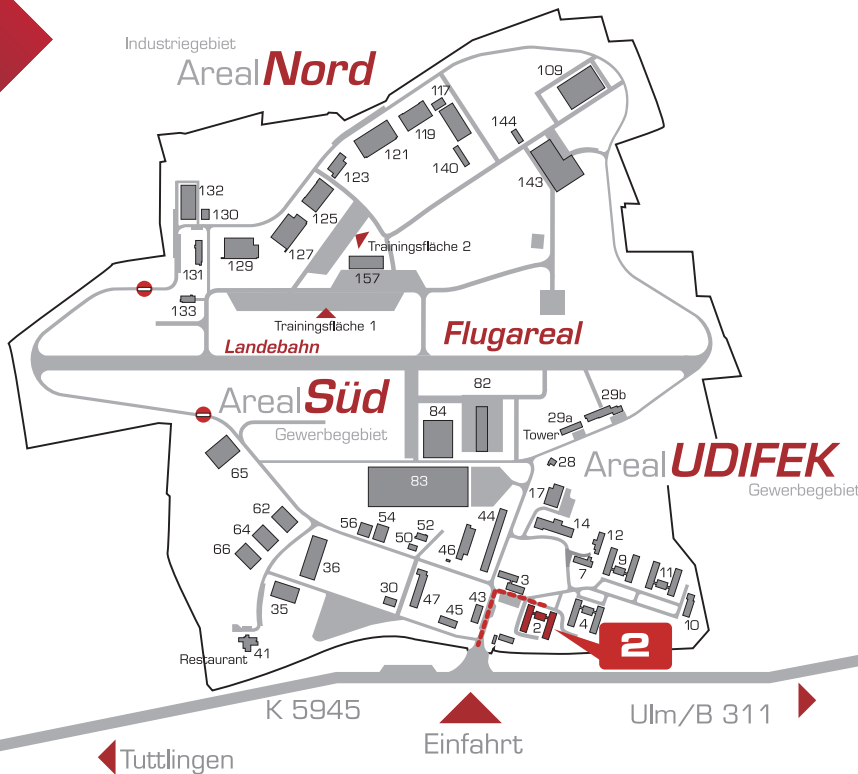 Industriegebiet
Areal Nord
109
117
119
144
121
140
143
123
132
130
125
127
Trainingsfläche 2
131
129
157
133
Trainingsfläche 1
Landebahn
Flugareal
Areal Süd
Gewerbegebiet
82
84
29a
29b
Tower
65
28
Areal UDIFEK
Gewerbegebiet
83
17
62
44
14
56
54
52
12
64
50
46
9
66
36
7
11
3
30
47
43
35
45
2
4
10
2
Restaurant
41
K 5945
Ulm/B 311
Einfahrt
Tuttlingen